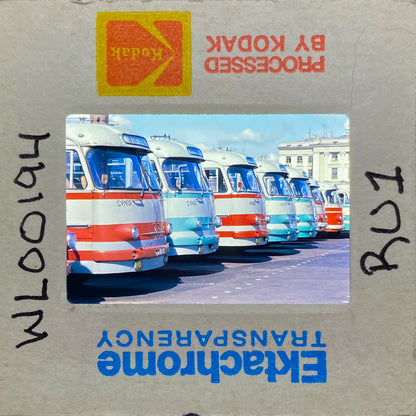 Kodak
PROCESSED
BY KODAK
WL00194
RU1
Ektachrome
TRANSPARENCY